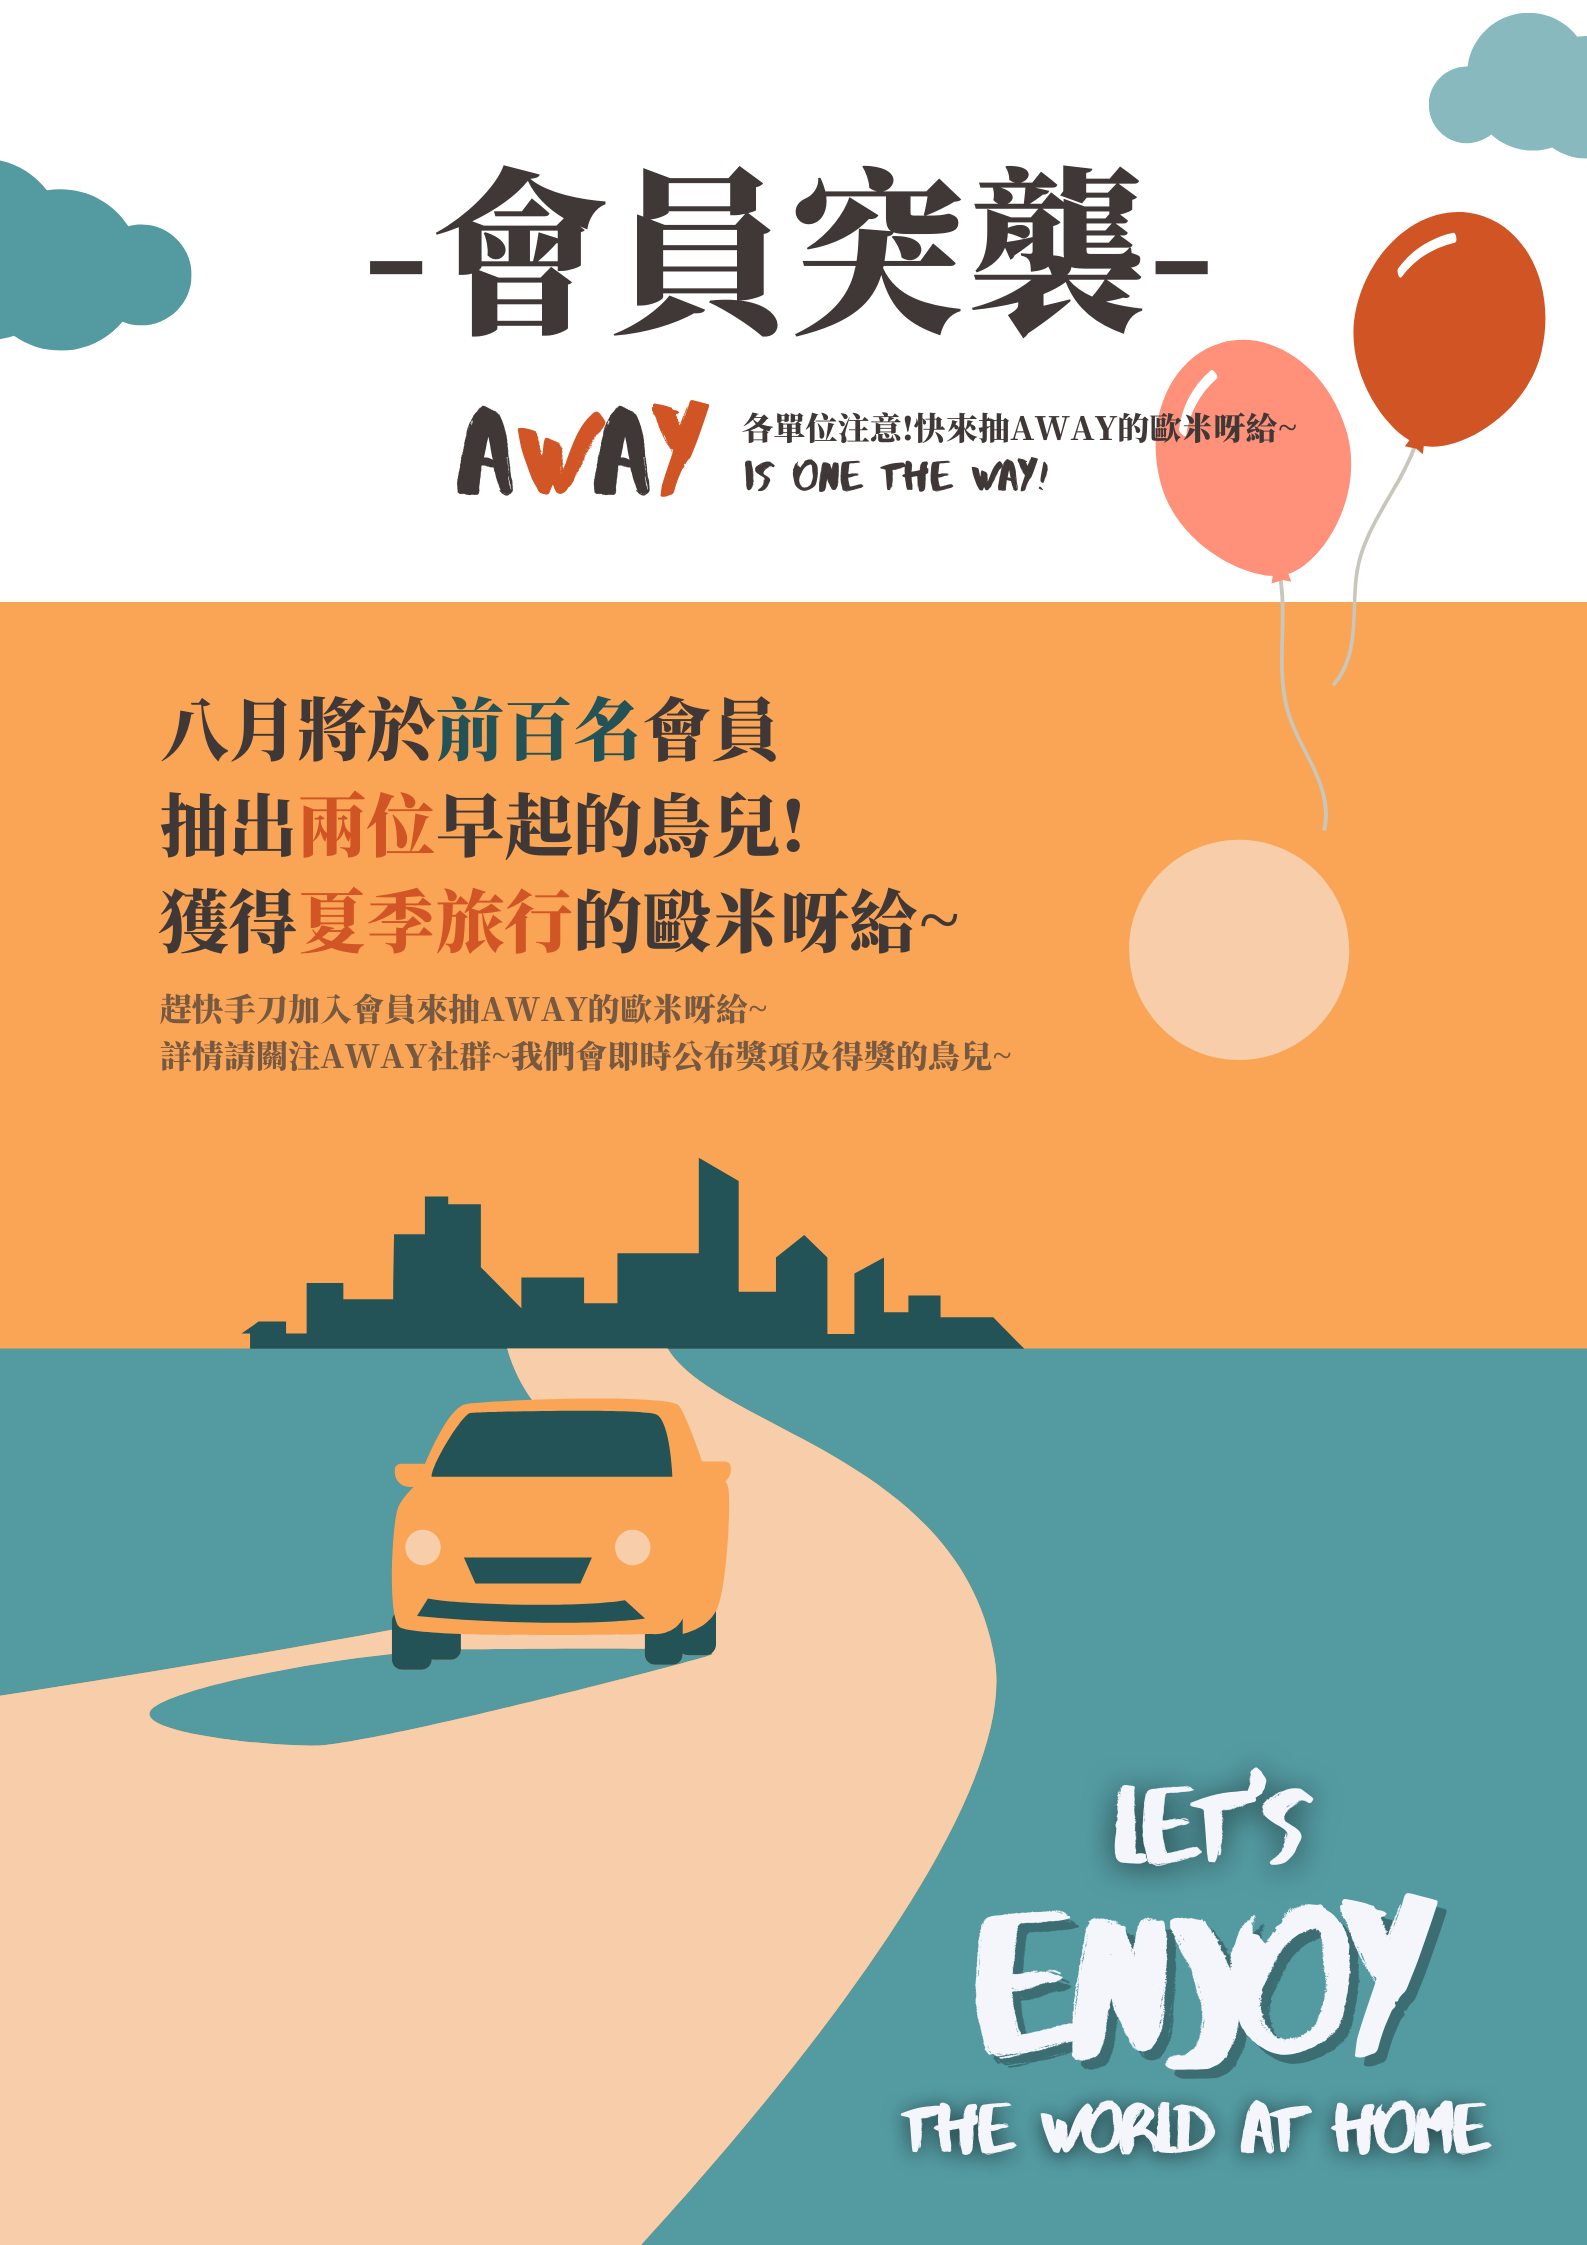 -會員突襲-
AWAY
各單位注意!快來抽AWAY的歐米呀給~
IS ONE THE WAY!
八月將於前百名會員
抽出兩位早起的鳥兒!
獲得夏季旅行的毆米呀給~
趕快手刀加入會員來抽AWAY的歐米呀給~
詳情請關注AWAY社群~我們會即時公布獎項及得獎的鳥兒~
LET'S
ENJOY
THE WORLD AT HOME